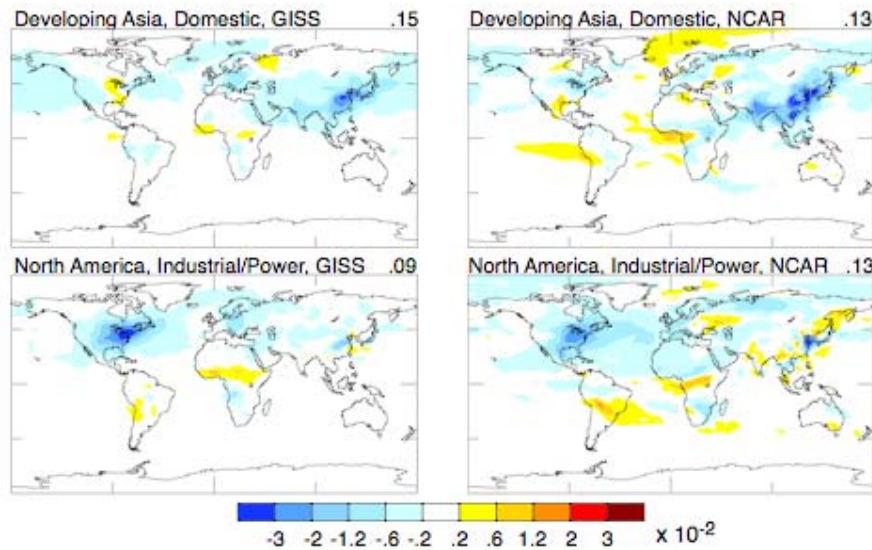 Developing Asia, Domestic, GISS .15
Developing Asia, Domestic, NCAR .13
North America, Industrial/Power, GISS .09
North America, Industrial/Power, NCAR .13
-3 -2 -1.2 -.6 -.2 .2 .6 1.2 2 3 x 10-2